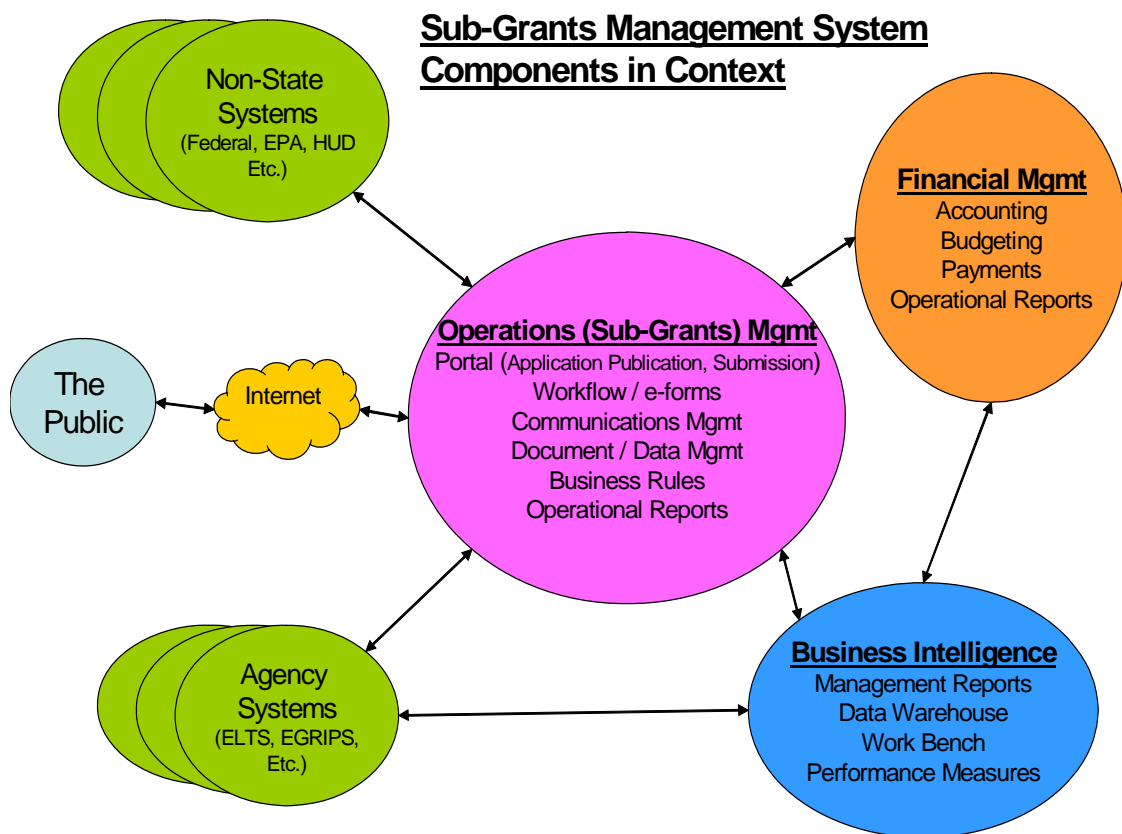 Sub-Grants Management System
Components in Context
Non-State
Systems
(Federal, EPA, HUD
Etc.)
Financial Mgmt
Accounting
Budgeting
Payments
Operational Reports
Operations (Sub-Grants) Mgmt
Portal (Application Publication, Submission)
Workflow / e-forms
Communications Mgmt
Document / Data Mgmt
Business Rules
Operational Reports
The
Public
Internet
Agency
Systems
(ELTS, EGRIPS,
Etc.)
Business Intelligence
Management Reports
Data Warehouse
Work Bench
Performance Measures